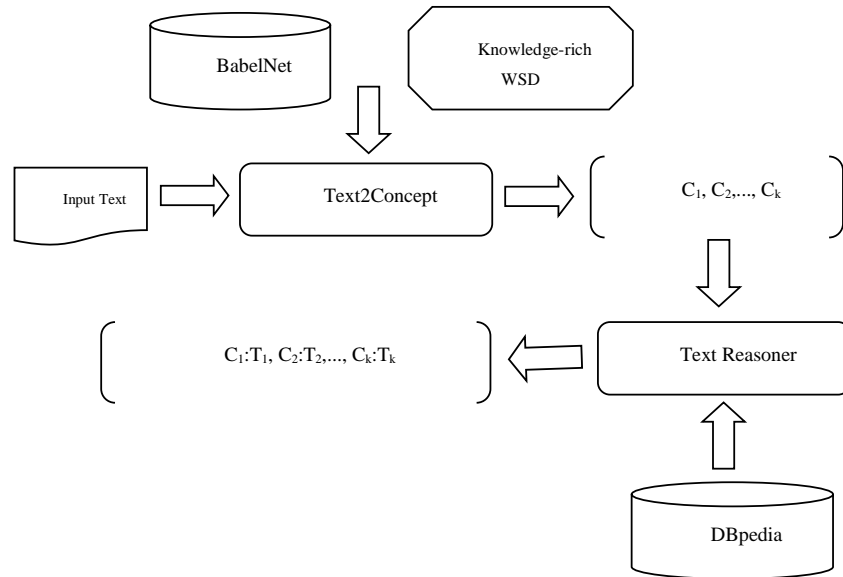 BabelNet
Knowledge-rich
WSD
Input Text
Text2Concept
C₁, C₂,..., Cₖ
C₁:T₁, C₂:T₂,..., Cₖ:Tₖ
Text Reasoner
DBpedia